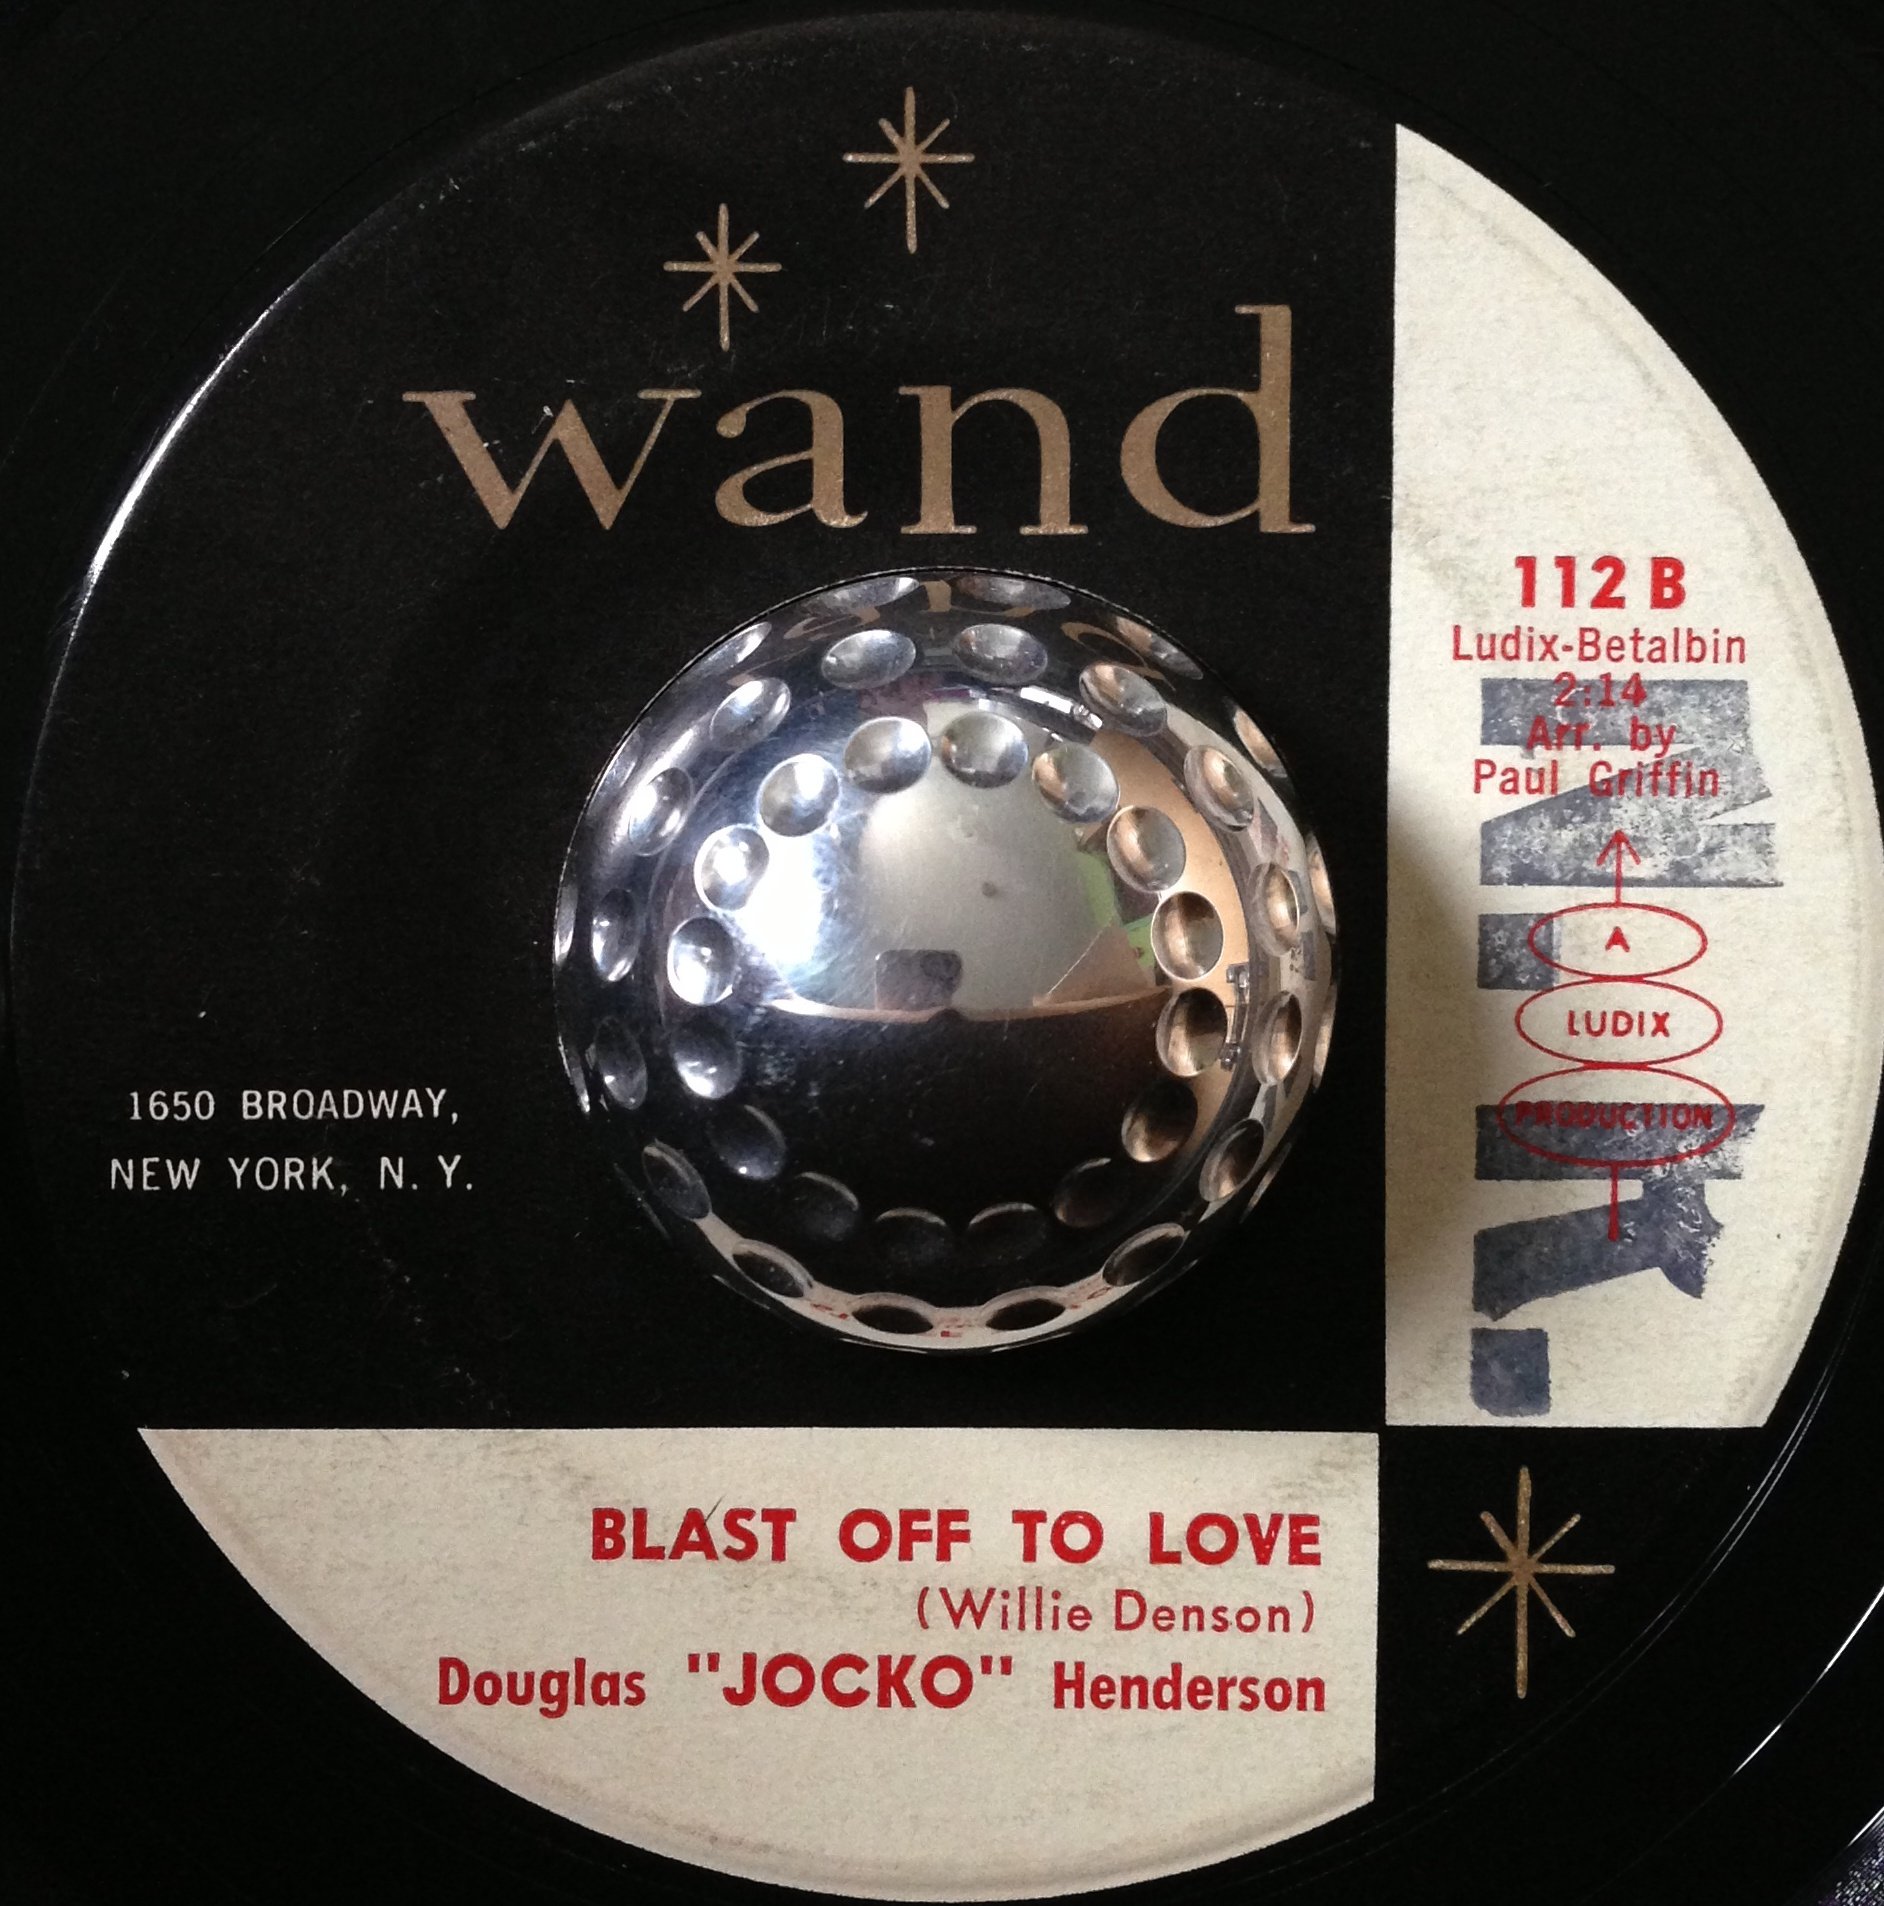 wand
112 B
Ludix-Betalbin
2:14
Arr. by
Paul Griffin
A
LUDIX
PRODUCTION
1650 BROADWAY,
NEW YORK, N. Y.
BLAST OFF TO LOVE
(Willie Denson)
Douglas "JOCKO" Henderson